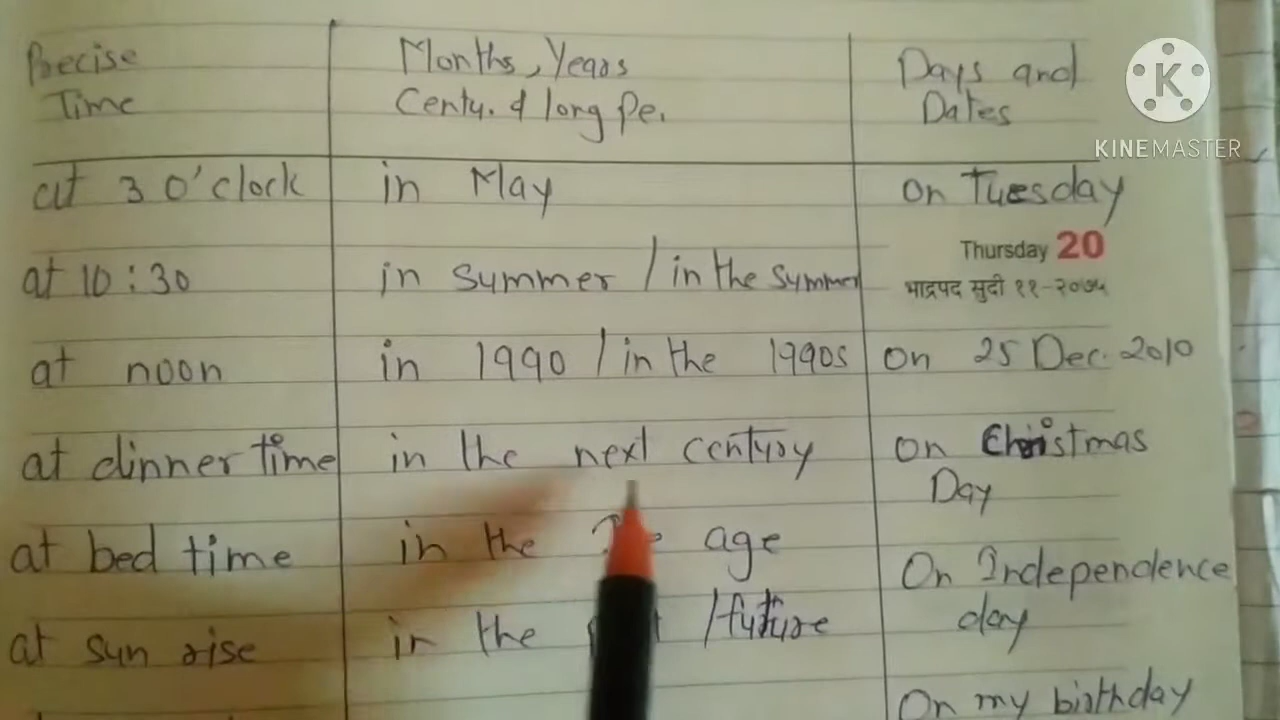 Precise
Time
Months, Years
Centu. & long Pe.
Days and
Dates
K
KINEMASTER
at 3 O'clock
in May
on Tuesday
Thursday 20
भाद्रपद सुदी ११-२०७५
at 10:30
in summer / in the summer
at noon
in 1990 / in the 1990s
on 25 Dec. 2010
at dinner time
in the next century
on Christmas
Day
at bed time
in the age
On Independence
day
at sun rise
in the /future
On my birthday